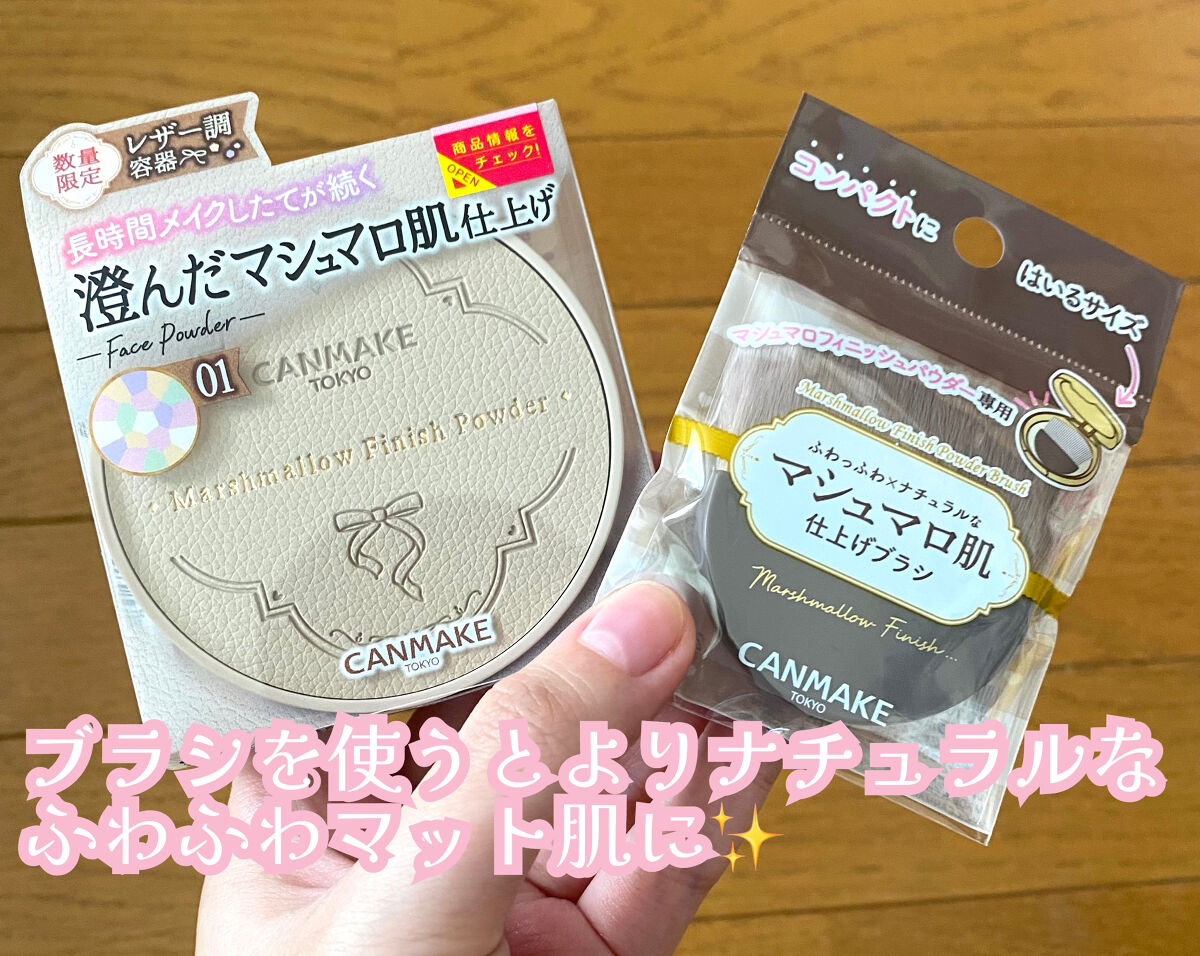 数量
限定
レザー調
容器
商品情報を
チェック!
OPEN
長時間メイクしたてが続く
澄んだマシュマロ肌仕上げ
Face Powder
01
CANMAKE
TOKYO
Marshmallow Finish Powder
CANMAKE
TOKYO
コンパクトに
はいるサイズ
マシュマロフィニッシュパウダー専用
Marshmallow Finish Powder Brush
ふわっふわ×ナチュラルな
マシュマロ肌
仕上げブラシ
Marshmallow Finish...
CANMAKE
TOKYO
ブラシを使うとよりナチュラルな
ふわふわマット肌に✨